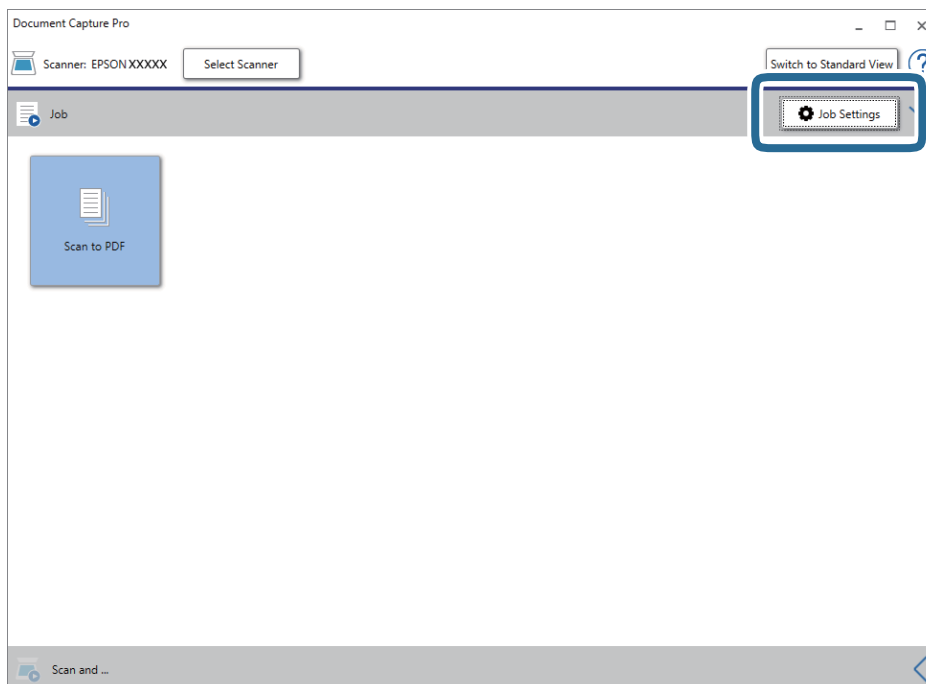 Document Capture Pro
Scanner: EPSON XXXXX Select Scanner Switch to Standard View ?
Job Job Settings
Scan to PDF
Scan and ...